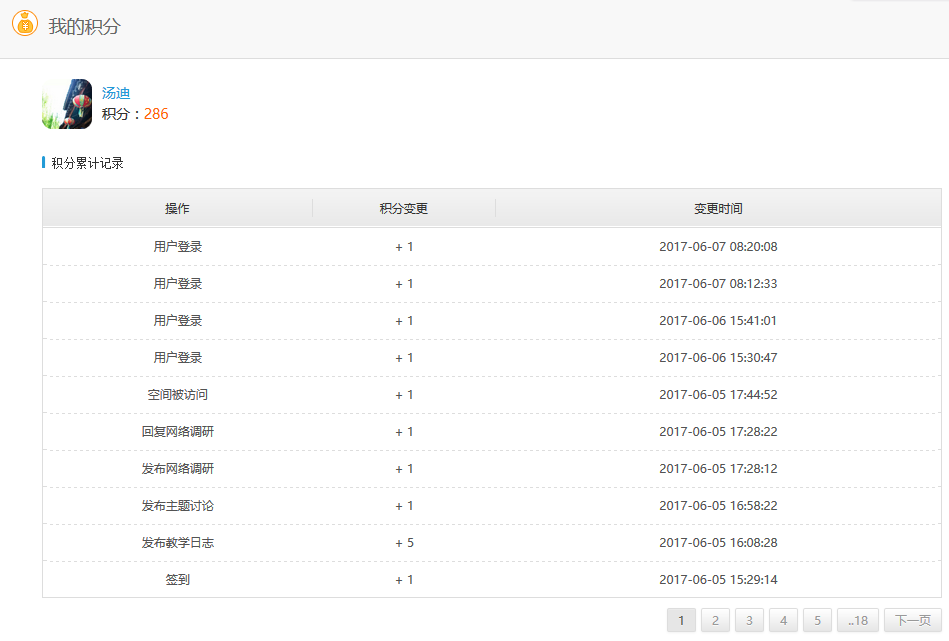 我的积分
汤迪
积分：286
积分累计记录
操作 积分变更 变更时间
用户登录 + 1 2017-06-07 08:20:08
用户登录 + 1 2017-06-07 08:12:33
用户登录 + 1 2017-06-06 15:41:01
用户登录 + 1 2017-06-06 15:30:47
空间被访问 + 1 2017-06-05 17:44:52
回复网络调研 + 1 2017-06-05 17:28:22
发布网络调研 + 1 2017-06-05 17:28:12
发布主题讨论 + 1 2017-06-05 16:58:22
发布教学日志 + 5 2017-06-05 16:08:28
签到 + 1 2017-06-05 15:29:14
1 2 3 4 5 ..18 下一页